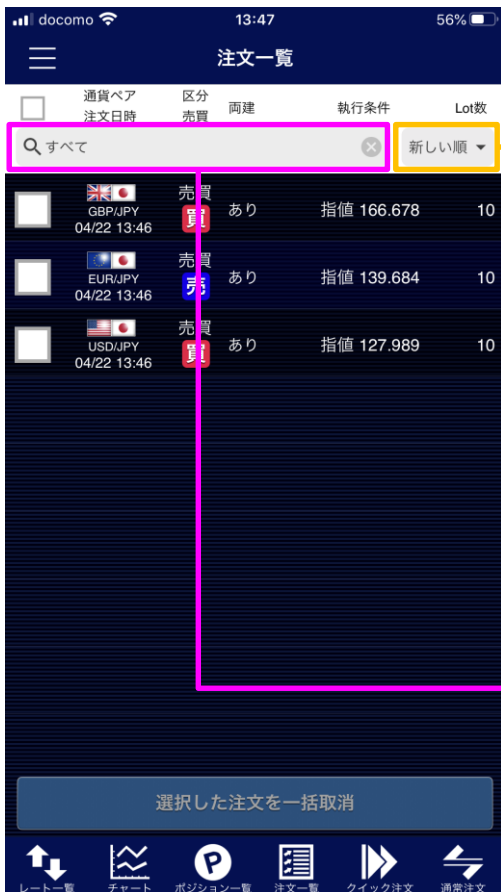 docomo 13:47 56%
注文一覧
通貨ペア 区分 両建 執行条件 Lot数
注文日時 売買
すべて 新しい順
売買
GBP/JPY 買 あり 指値 166.678 10
04/22 13:46
売買
EUR/JPY 売 あり 指値 139.684 10
04/22 13:46
売買
USD/JPY 買 あり 指値 127.989 10
04/22 13:46
選択した注文を一括取消
P
レート一覧 チャート ポジション一覧 注文一覧 クイック注文 通常注文